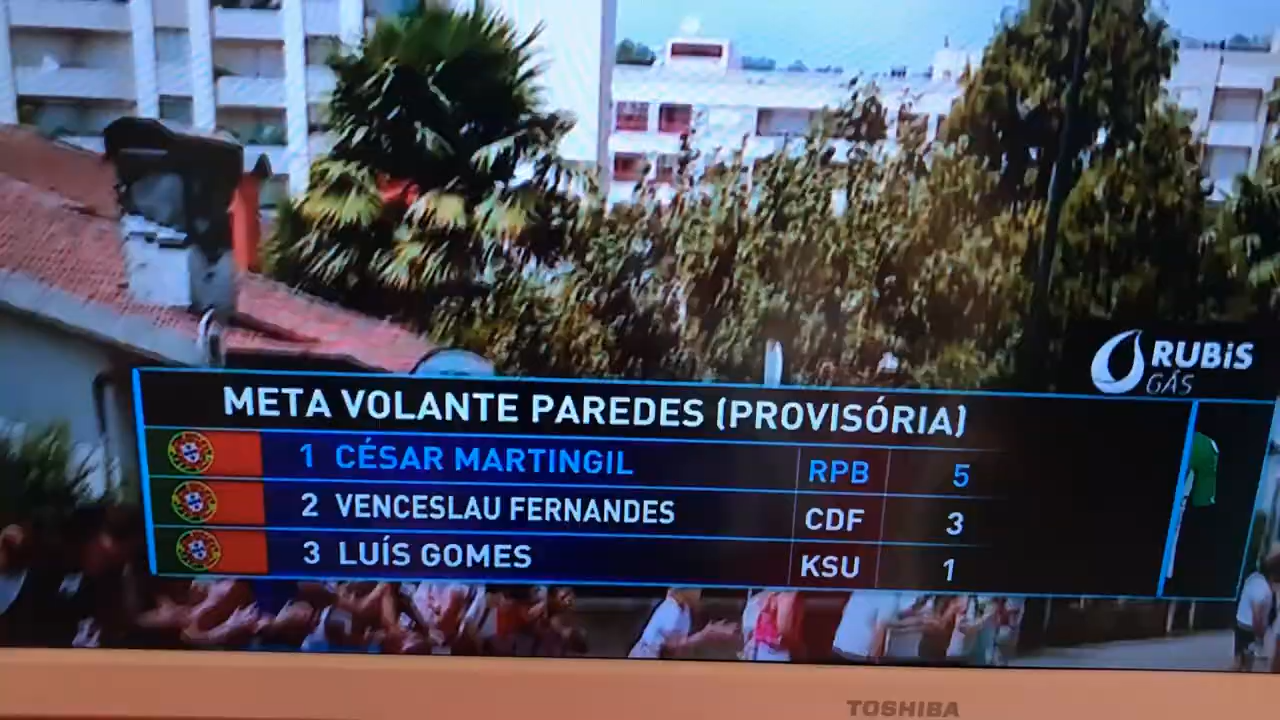 RUBiS
GÁS
META VOLANTE PAREDES (PROVISÓRIA)
1 CÉSAR MARTINGIL RPB 5
2 VENCESLAU FERNANDES CDF 3
3 LUÍS GOMES KSU 1
TOSHIBA